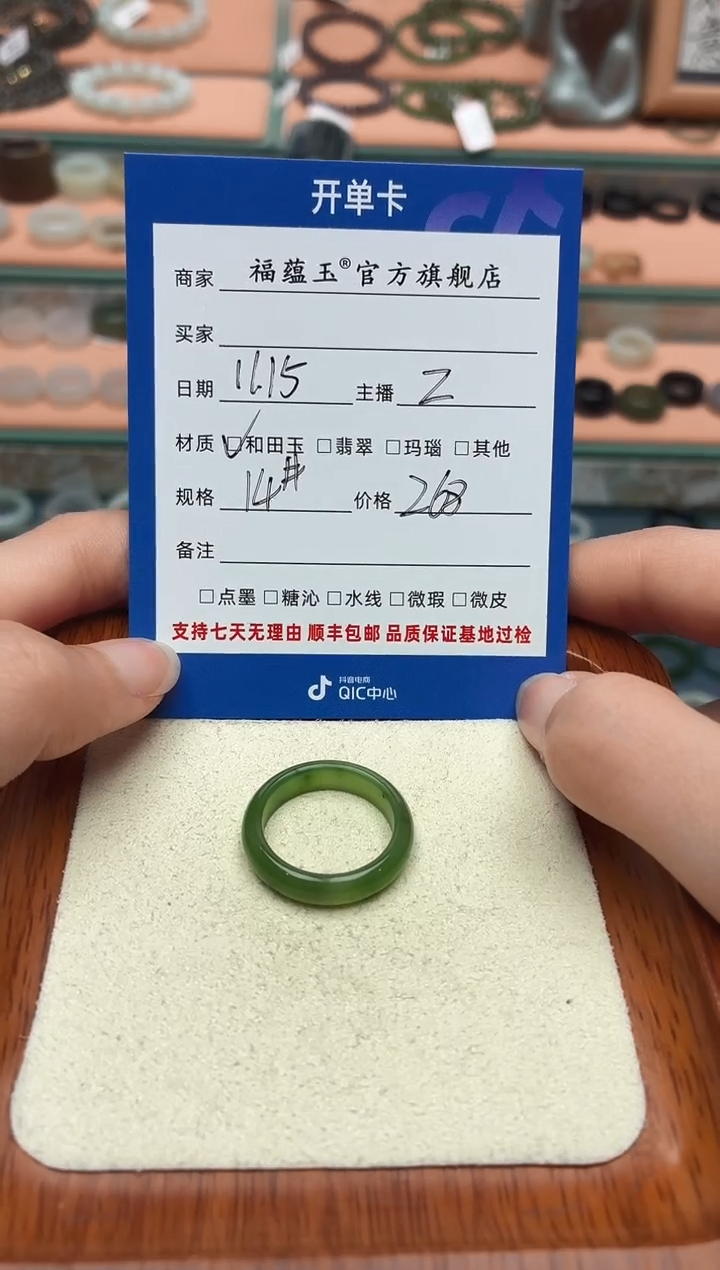 开单卡
商家 福蕴玉®官方旗舰店
买家
日期 11.15 主播 Z
材质 ☑和田玉 □翡翠 □玛瑙 □其他
规格 14# 价格 268
备注
□点墨 □糖沁 □水线 □微瑕 □微皮
支持七天无理由 顺丰包邮 品质保证基地过检
抖音电商
QIC中心